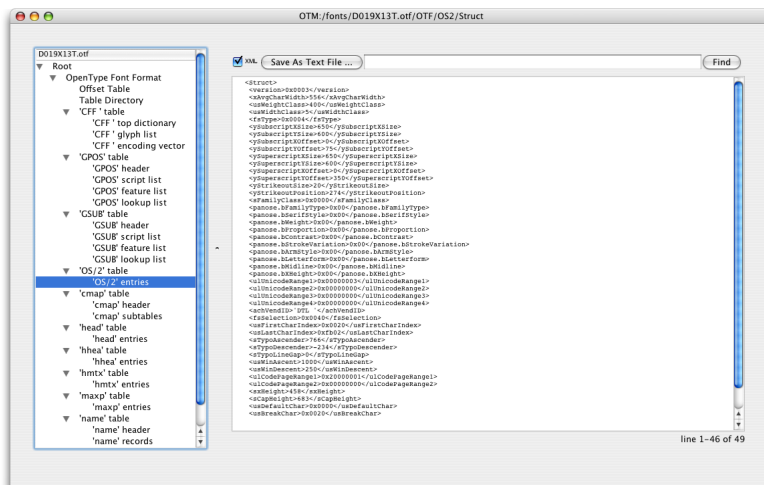 OTM:/fonts/D019X13T.otf/OTF/OS2/Struct
D019X13T.otf
Root
OpenType Font Format
Offset Table
Table Directory
'CFF ' table
'CFF ' top dictionary
'CFF ' glyph list
'CFF ' encoding vector
'GPOS' table
'GPOS' header
'GPOS' script list
'GPOS' feature list
'GPOS' lookup list
'GSUB' table
'GSUB' header
'GSUB' script list
'GSUB' feature list
'GSUB' lookup list
'OS/2' table
'OS/2' entries
'cmap' table
'cmap' header
'cmap' subtables
'head' table
'head' entries
'hhea' table
'hhea' entries
'hmtx' table
'hmtx' entries
'maxp' table
'maxp' entries
'name' table
'name' header
'name' records
XML Save As Text File ... Find
<Struct>
<version>0x0003</version>
<xAvgCharWidth>556</xAvgCharWidth>
<usWeightClass>400</usWeightClass>
<usWidthClass>5</usWidthClass>
<fsType>0x0004</fsType>
<ySubscriptXSize>650</ySubscriptXSize>
<ySubscriptYSize>600</ySubscriptYSize>
<ySubscriptXOffset>0</ySubscriptXOffset>
<ySubscriptYOffset>75</ySubscriptYOffset>
<ySuperscriptXSize>650</ySuperscriptXSize>
<ySuperscriptYSize>600</ySuperscriptYSize>
<ySuperscriptXOffset>0</ySuperscriptXOffset>
<ySuperscriptYOffset>350</ySuperscriptYOffset>
<yStrikeoutSize>20</yStrikeoutSize>
<yStrikeoutPosition>274</yStrikeoutPosition>
<sFamilyClass>0x0000</sFamilyClass>
<panose.bFamilyType>0x00</panose.bFamilyType>
<panose.bSerifStyle>0x00</panose.bSerifStyle>
<panose.bWeight>0x00</panose.bWeight>
<panose.bProportion>0x00</panose.bProportion>
<panose.bContrast>0x00</panose.bContrast>
<panose.bStrokeVariation>0x00</panose.bStrokeVariation>
<panose.bArmStyle>0x00</panose.bArmStyle>
<panose.bLetterform>0x00</panose.bLetterform>
<panose.bMidline>0x00</panose.bMidline>
<panose.bXHeight>0x00</panose.bXHeight>
<ulUnicodeRange1>0x00000003</ulUnicodeRange1>
<ulUnicodeRange2>0x00000000</ulUnicodeRange2>
<ulUnicodeRange3>0x00000000</ulUnicodeRange3>
<ulUnicodeRange4>0x00000000</ulUnicodeRange4>
<achVendID>`DTL ´</achVendID>
<fsSelection>0x0040</fsSelection>
<usFirstCharIndex>0x0020</usFirstCharIndex>
<usLastCharIndex>0xfb02</usLastCharIndex>
<sTypoAscender>766</sTypoAscender>
<sTypoDescender>-234</sTypoDescender>
<sTypoLineGap>0</sTypoLineGap>
<usWinAscent>1000</usWinAscent>
<usWinDescent>250</usWinDescent>
<ulCodePageRange1>0x20000001</ulCodePageRange1>
<ulCodePageRange2>0x00000000</ulCodePageRange2>
<sxHeight>458</sxHeight>
<sCapHeight>683</sCapHeight>
<usDefaultChar>0x0000</usDefaultChar>
<usBreakChar>0x0020</usBreakChar>
line 1-46 of 49